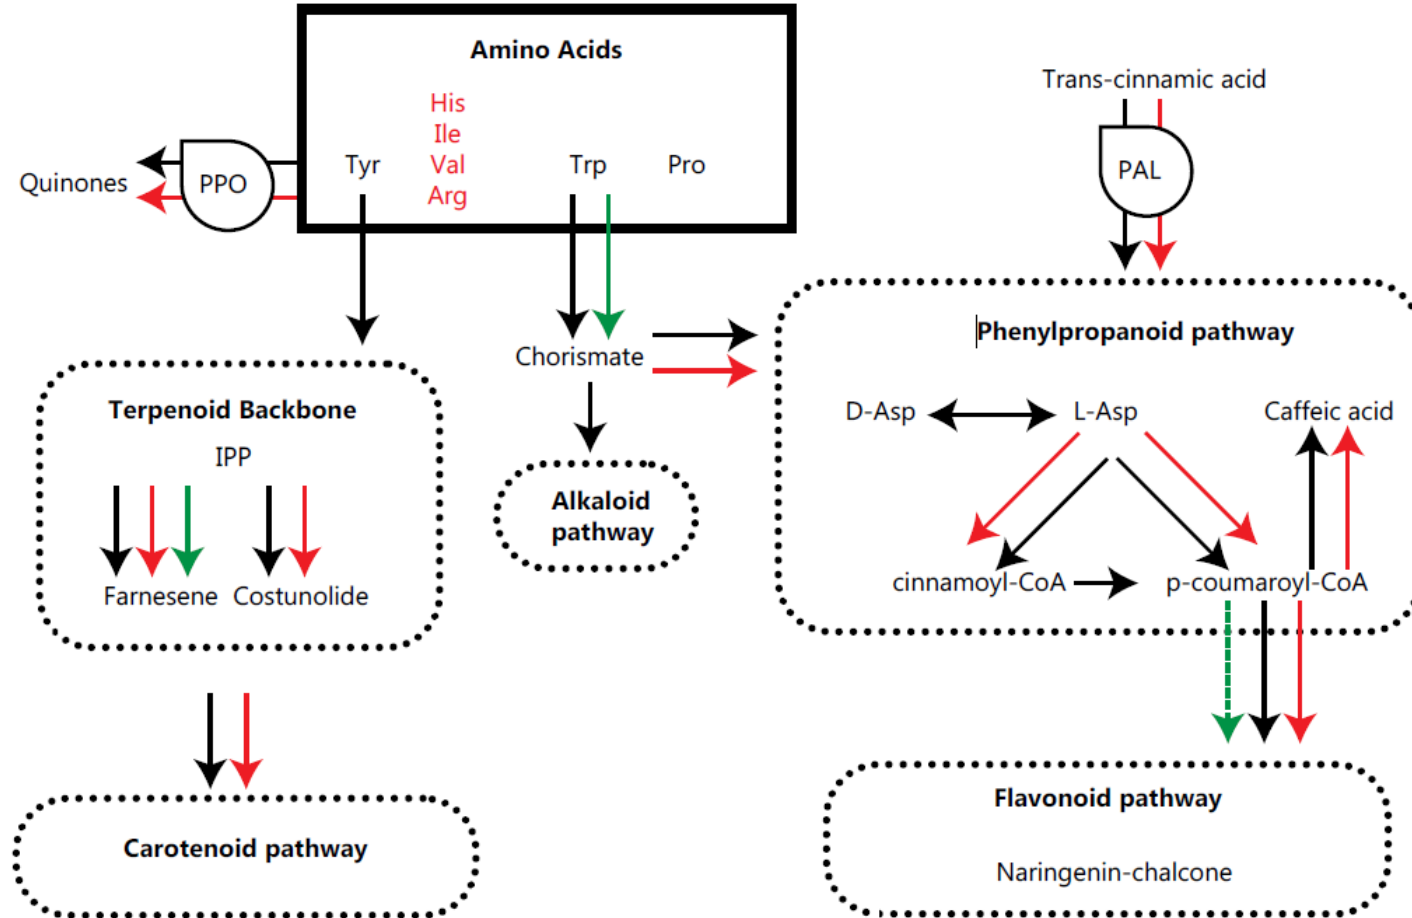 Amino Acids
His
Ile
Val
Arg
Tyr
Trp
Pro
Quinones
PPO
Trans-cinnamic acid
PAL
Chorismate
Phenylpropanoid pathway
D-Asp
L-Asp
Caffeic acid
cinnamoyl-CoA
p-coumaroyl-CoA
Terpenoid Backbone
IPP
Farnesene
Costunolide
Alkaloid
pathway
Carotenoid pathway
Flavonoid pathway
Naringenin-chalcone